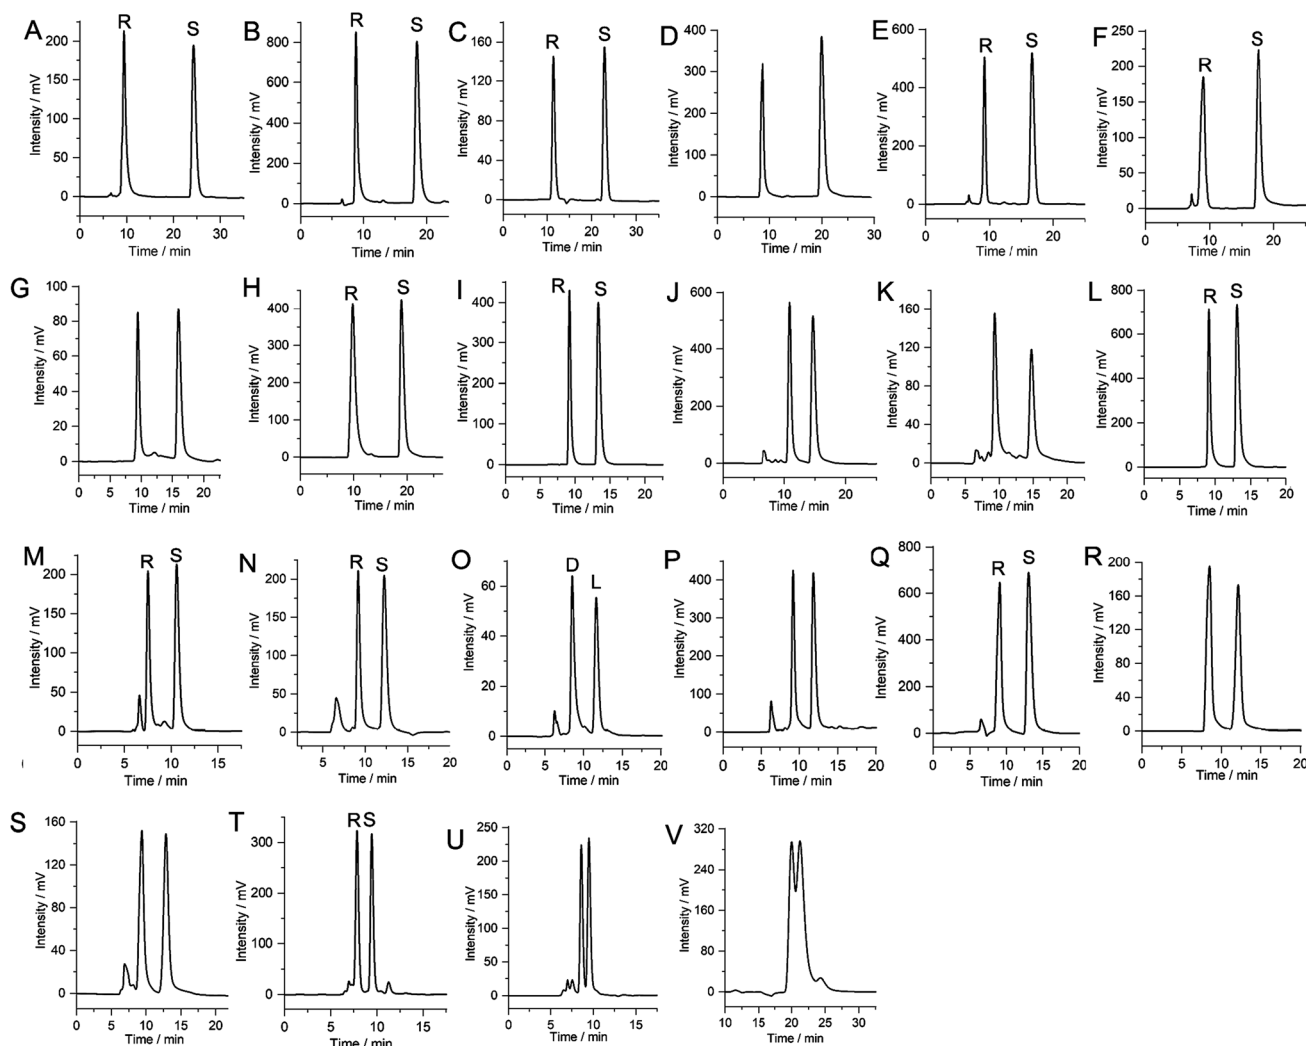 A
R S
200
150
100
50
0
Intensity / mV
0 10 20 30
Time / min
B
R S
800
600
400
200
0
Intensity / mV
0 10 20
Time / min
C
R S
160
120
80
40
0
Intensity / mV
0 10 20 30
Time / min
D
400
300
200
100
0
Intensity / mV
0 10 20 30
Time / min
E
R S
600
400
200
0
Intensity / mV
0 10 20 30
Time / min
F
R S
250
200
150
100
50
0
Intensity / mV
0 10 20
Time / min
G
100
80
60
40
20
0
Intensity / mV
0 5 10 15 20
Time / min
H
R S
400
300
200
100
0
Intensity / mV
0 10 20
Time / min
I
R S
400
300
200
100
0
Intensity / mV
0 5 10 15 20
Time / min
J
600
400
200
0
Intensity / mV
0 10 20
Time / min
K
160
120
80
40
0
Intensity / mV
0 5 10 15 20
Time / min
L
R S
800
600
400
200
0
Intensity / mV
0 5 10 15 20
Time / min
M
R S
200
150
100
50
0
Intensity / mV
0 5 10 15
Time / min
N
R S
200
150
100
50
0
Intensity / mV
5 10 15 20
Time / min
O
D L
60
40
20
0
Intensity / mV
0 5 10 15 20
Time / min
P
400
300
200
100
0
Intensity / mV
0 5 10 15 20
Time / min
Q
R S
800
600
400
200
0
Intensity / mV
0 5 10 15 20
Time / min
R
200
160
120
80
40
0
Intensity / mV
0 5 10 15 20
Time / min
S
160
120
80
40
0
Intensity / mV
0 5 10 15 20
Time / min
T
R S
300
200
100
0
Intensity / mV
0 5 10 15
Time / min
U
250
200
150
100
50
0
Intensity / mV
0 5 10 15
Time / min
V
320
240
160
80
0
Intensity / mV
10 15 20 25 30
Time / min